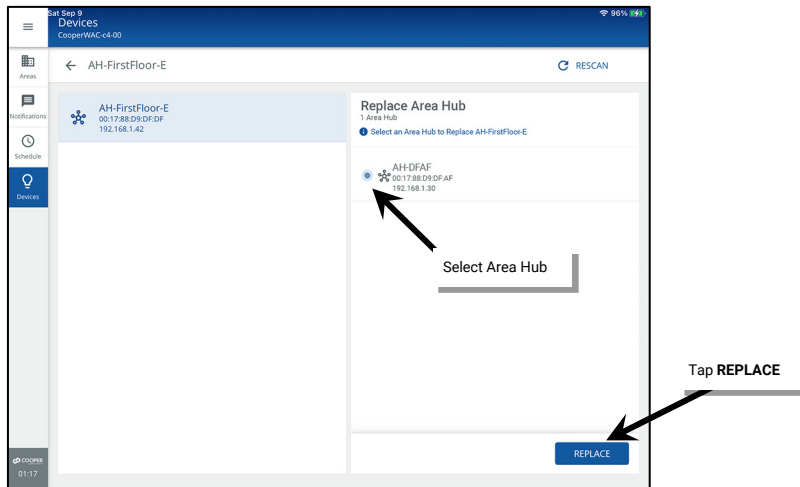 Sat Sep 9
96%
Devices
CooperWAC-c4-00
Areas
Notifications
Schedule
Devices
COOPER
01:17
AH-FirstFloor-E
RESCAN
AH-FirstFloor-E
00:17:88:D9:DF:DF
192.168.1.42
Replace Area Hub
1 Area Hub
Select an Area Hub to Replace AH-FirstFloor-E
AH-DFAF
00:17:88:D9:DF:AF
192.168.1.30
Select Area Hub
Tap REPLACE
REPLACE